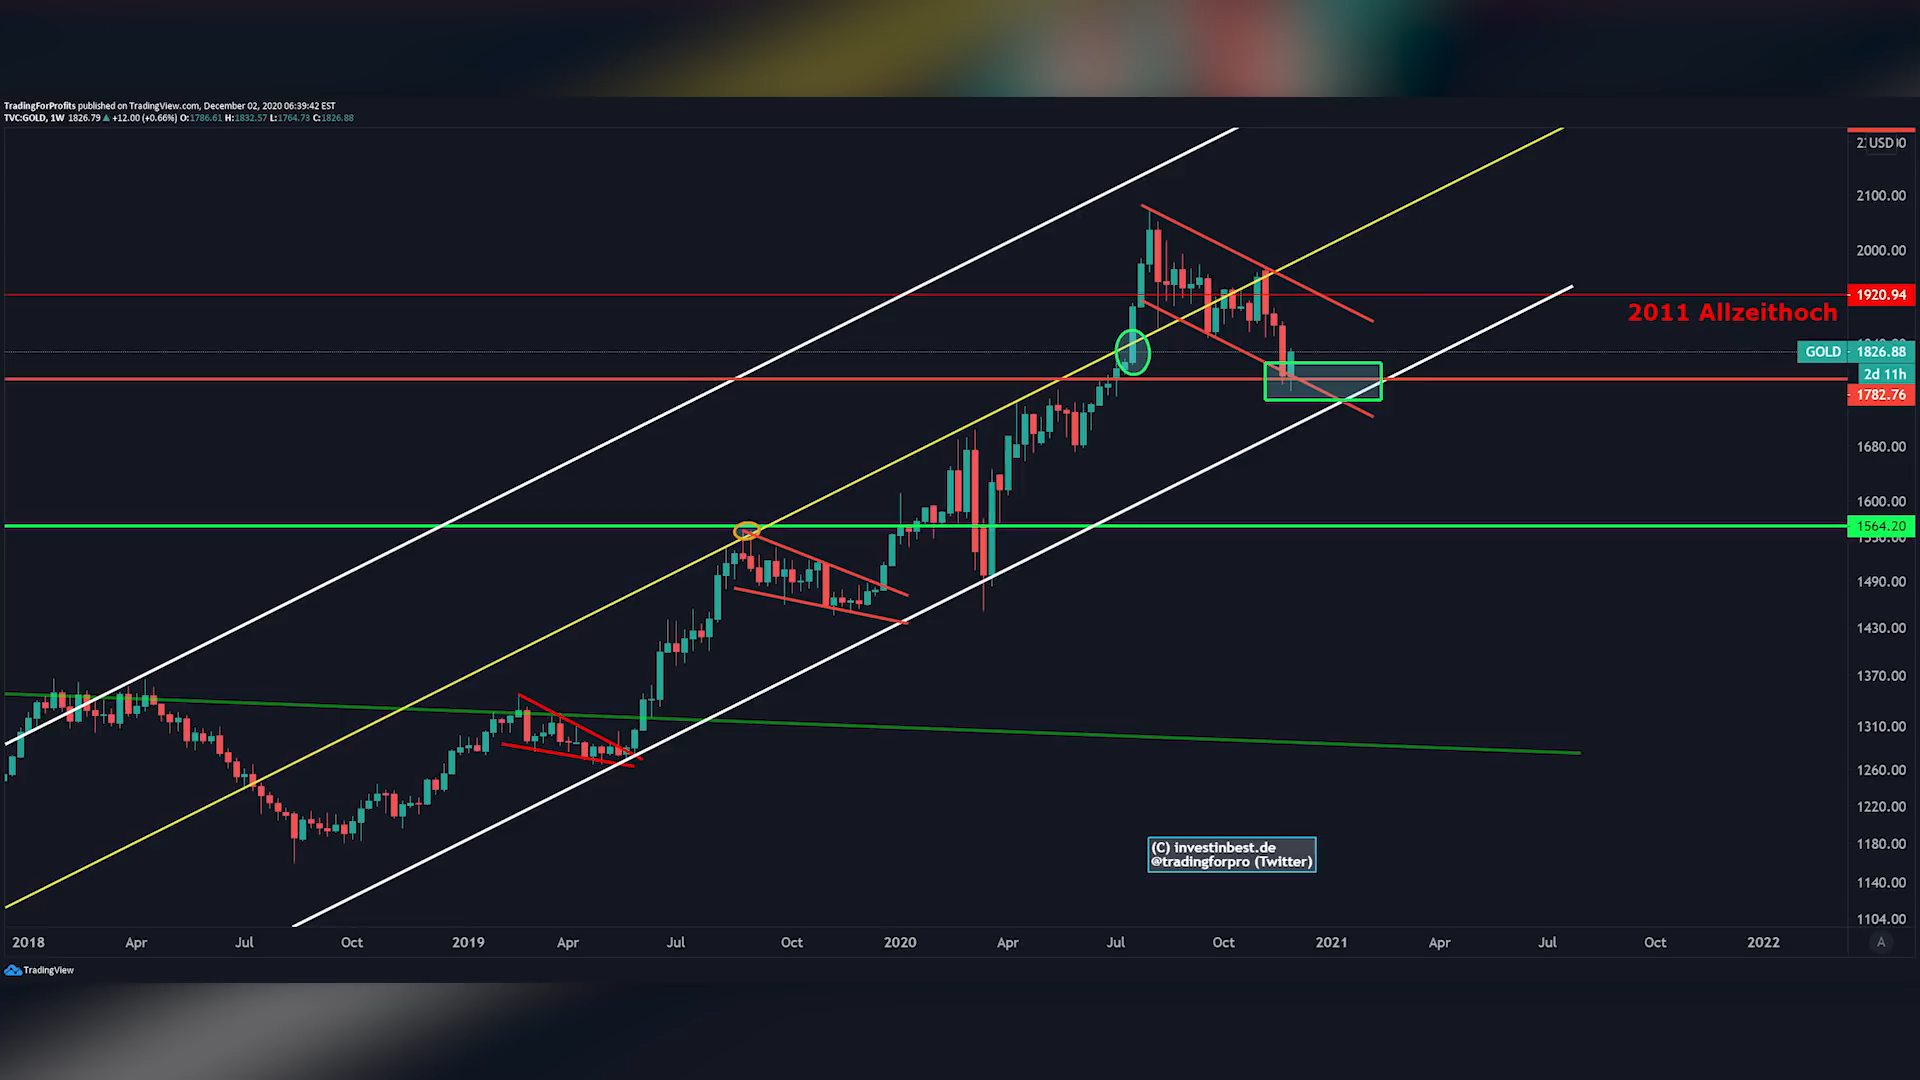 TradingForProfits published on TradingView.com, December 02, 2020 06:39:42 EST
TVC:GOLD, 1W 1826.79 ▲ +12.00 (+0.66%) O:1786.61 H:1832.57 L:1764.73 C:1826.88
USD
2100.00
2000.00
1920.94
2011 Allzeithoch
GOLD 1826.88
2d 11h
1782.76
1680.00
1600.00
1564.20
1490.00
1430.00
1370.00
1310.00
1260.00
1220.00
1180.00
1140.00
1104.00
(C) investinbest.de
@tradingforpro (Twitter)
2018 Apr Jul Oct 2019 Apr Jul Oct 2020 Apr Jul Oct 2021 Apr Jul Oct 2022 A
TradingView